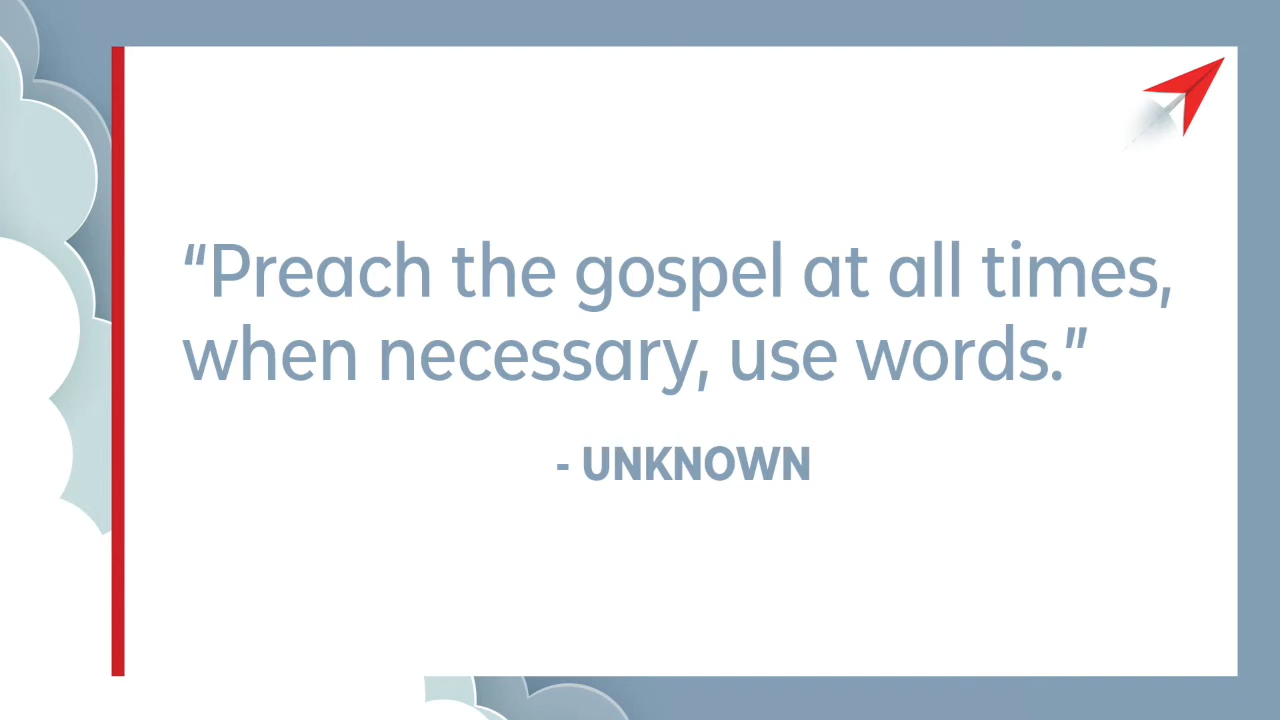 “Preach the gospel at all times,
when necessary, use words.”
- UNKNOWN